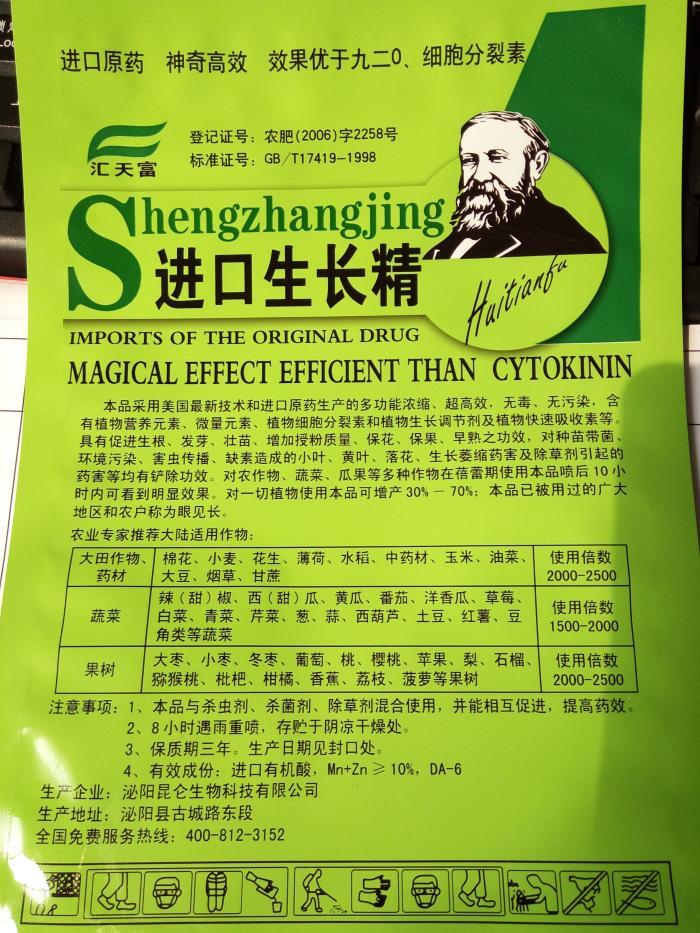 进口原药 神奇高效 效果优于九二0、细胞分裂素
汇天富
登记证号：农肥(2006)字2258号
标准证号：GB/T17419-1998
Shengzhangjing
进口生长精
Huitianfu
IMPORTS OF THE ORIGINAL DRUG
MAGICAL EFFECT EFFICIENT THAN CYTOKININ
本品采用美国最新技术和进口原药生产的多功能浓缩、超高效，无毒、无污染，含
有植物营养元素、微量元素、植物细胞分裂素和植物生长调节剂及植物快速吸收素等。
具有促进生根、发芽、壮苗、增加授粉质量、保花、保果、早熟之功效，对种苗带菌、
环境污染、害虫传播、缺素造成的小叶、黄叶、落花、生长萎缩药害及除草剂引起的
药害等均有铲除功效。对农作物、蔬菜、瓜果等多种作物在蓓蕾期使用本品喷后10小
时内可看到明显效果。对一切植物使用本品可增产30%－70%；本品已被用过的广大
地区和农户称为眼见长。
农业专家推荐大陆适用作物：
大田作物、药材 棉花、小麦、花生、薄荷、水稻、中药材、玉米、油菜、 使用倍数
大豆、烟草、甘蔗 2000-2500
蔬菜 辣（甜）椒、西（甜）瓜、黄瓜、番茄、洋香瓜、草莓、 使用倍数
白菜、青菜、芹菜、葱、蒜、西葫芦、土豆、红薯、豆 1500-2000
角类等蔬菜
果树 大枣、小枣、冬枣、葡萄、桃、樱桃、苹果、梨、石榴、 使用倍数
猕猴桃、枇杷、柑橘、香蕉、荔枝、菠萝等果树 2000-2500
注意事项：1、本品与杀虫剂、杀菌剂、除草剂混合使用，并能相互促进，提高药效。
2、8小时遇雨重喷，存贮于阴凉干燥处。
3、保质期三年。生产日期见封口处。
4、有效成份：进口有机酸，Mn+Zn≥10%，DA-6
生产企业：泌阳昆仑生物科技有限公司
生产地址：泌阳县古城路东段
全国免费服务热线：400-812-3152